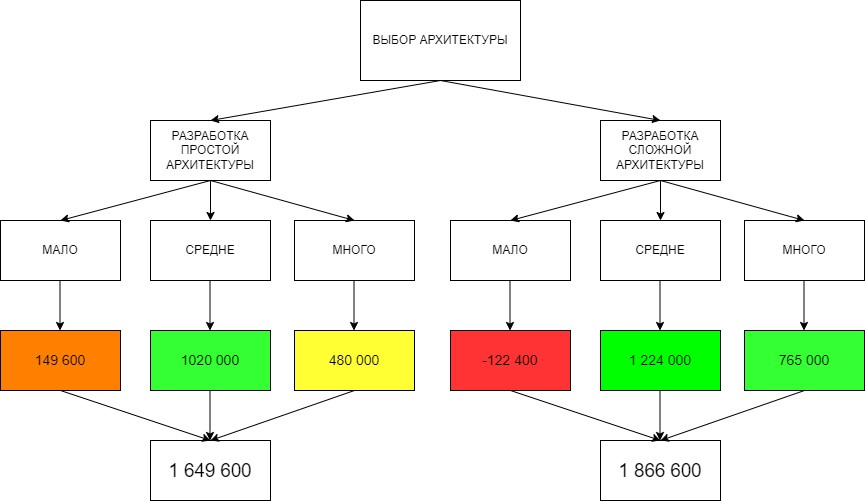 ВЫБОР АРХИТЕКТУРЫ
РАЗРАБОТКА
ПРОСТОЙ
АРХИТЕКТУРЫ
РАЗРАБОТКА
СЛОЖНОЙ
АРХИТЕКТУРЫ
МАЛО
СРЕДНЕ
МНОГО
МАЛО
СРЕДНЕ
МНОГО
149 600
1020 000
480 000
-122 400
1 224 000
765 000
1 649 600
1 866 600